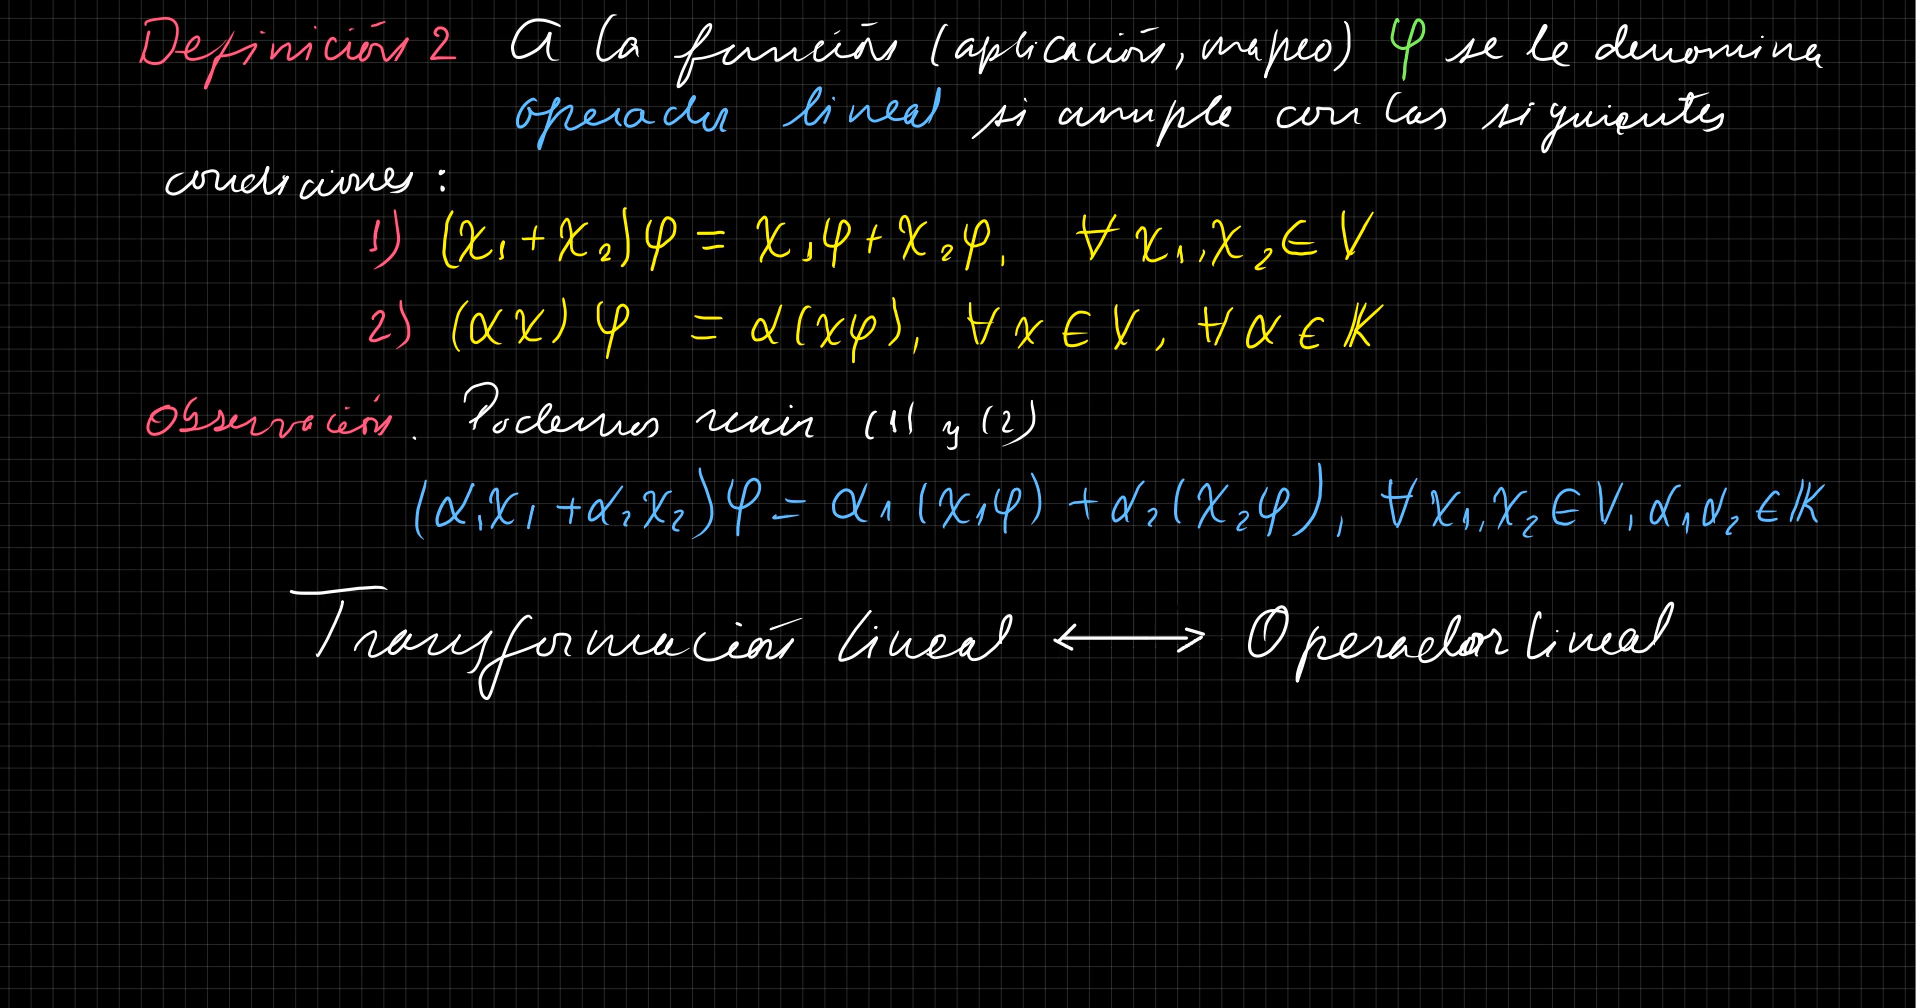 Definición 2 A la función (aplicación, mapeo) φ se le denomina
operador lineal si cumple con las siguientes
condiciones:
1) (x₁+x₂)φ = x₁φ+x₂φ, ∀ x₁,x₂ ∈ V
2) (αx)φ = α(xφ), ∀ x ∈ V, ∀ α ∈ 𝕂
Observación. Podemos reunir (1) y (2)
(α₁x₁+α₂x₂)φ = α₁(x₁φ)+α₂(x₂φ), ∀ x₁,x₂ ∈ V, α₁,α₂ ∈ 𝕂
Transformación lineal ⟷ Operador lineal